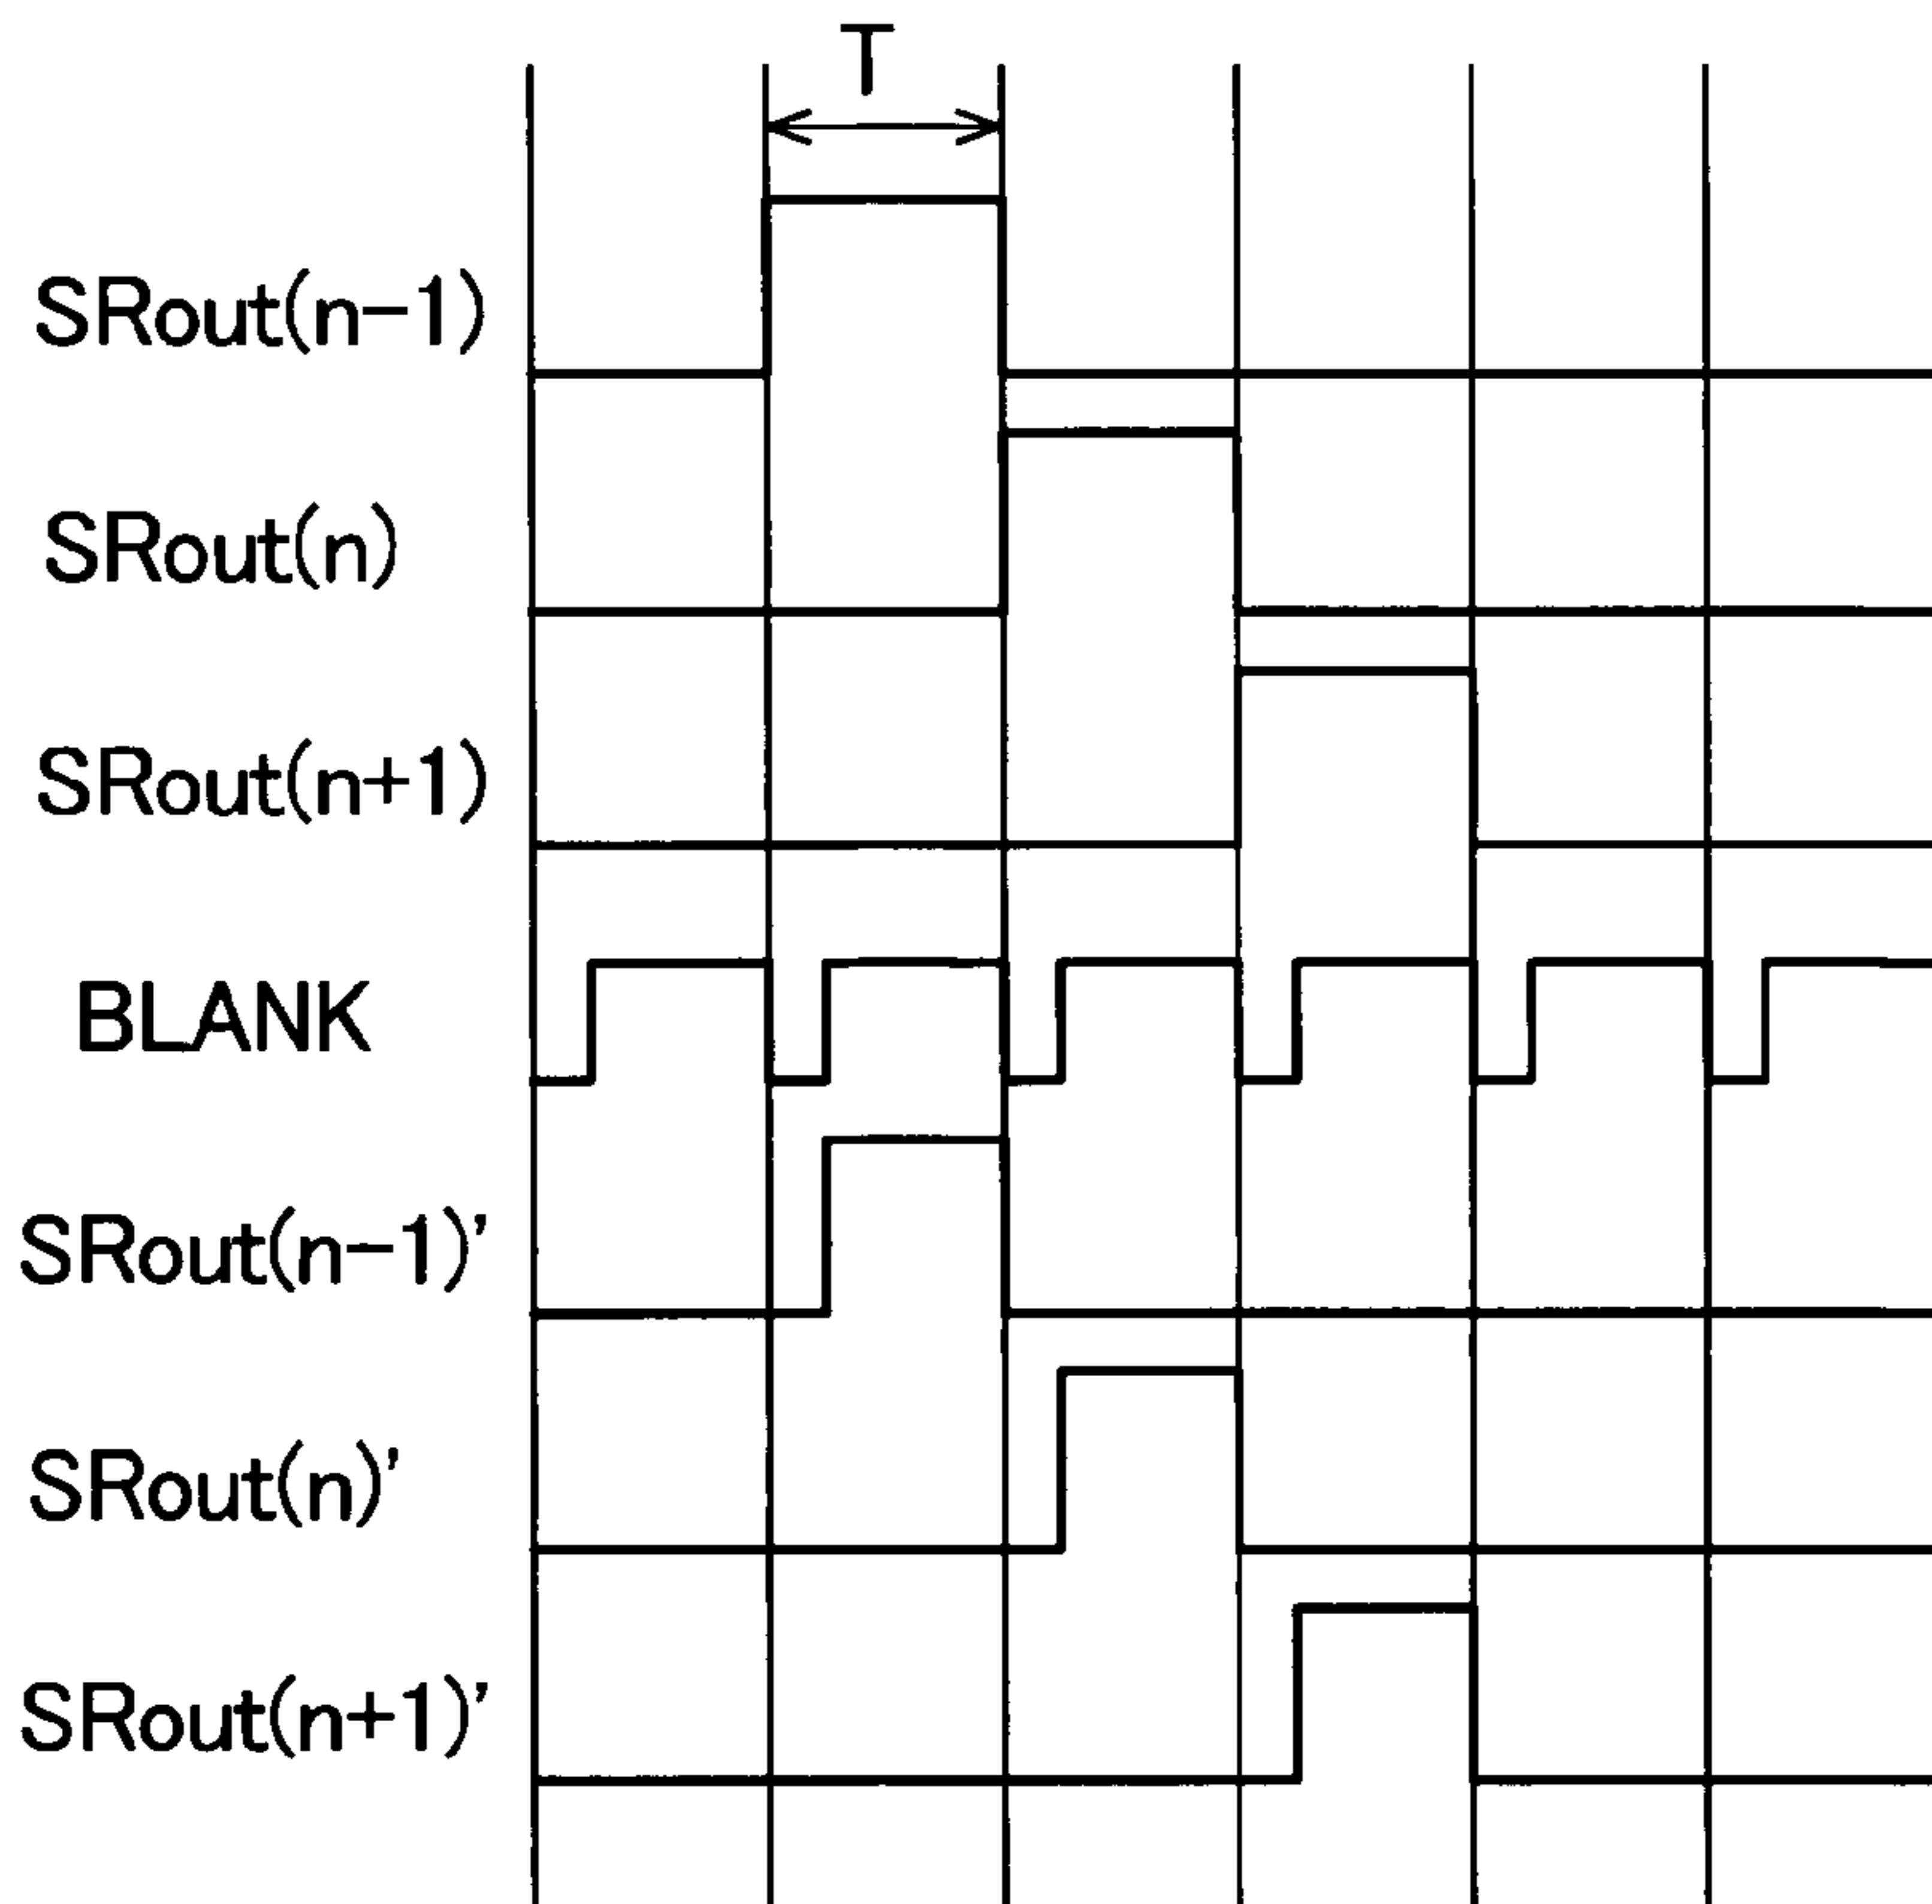 T
SRout(n-1)
SRout(n)
SRout(n+1)
BLANK
SRout(n-1)'
SRout(n)'
SRout(n+1)'